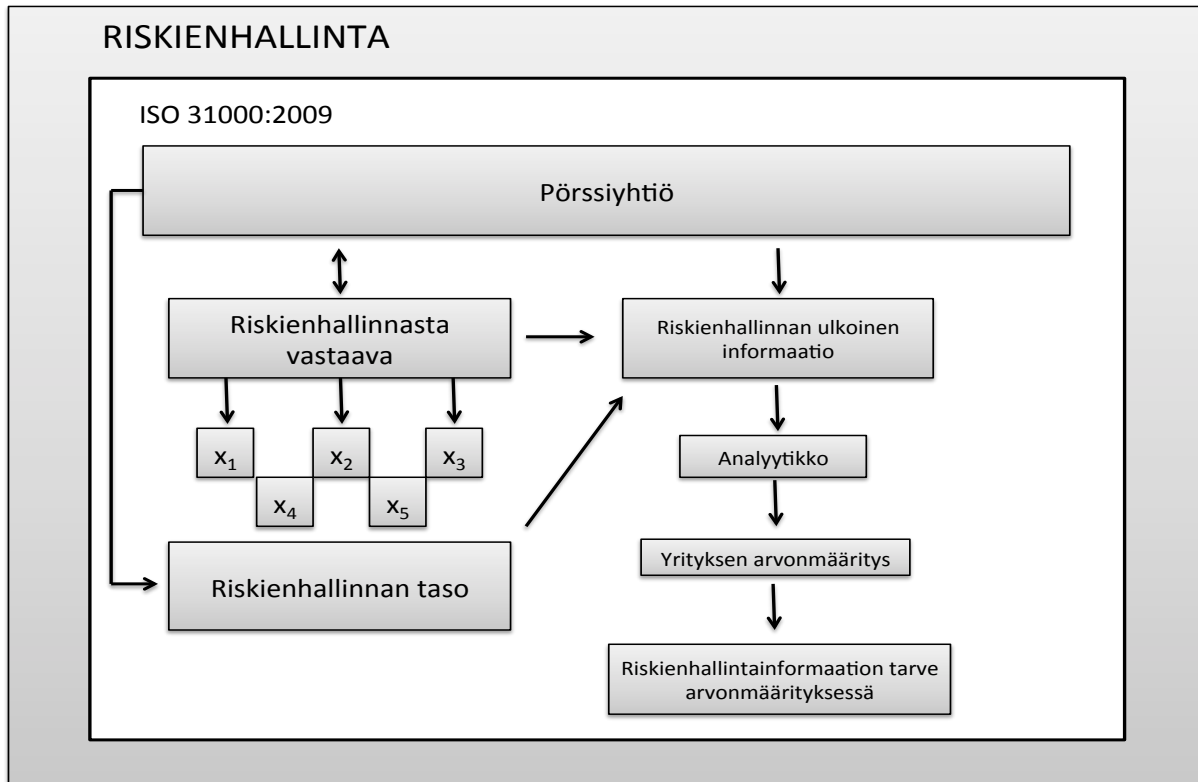 RISKIENHALLINTA
ISO 31000:2009
Pörssiyhtiö
Riskienhallinnasta
vastaava
Riskienhallinnan ulkoinen
informaatio
x₁
x₂
x₃
x₄
x₅
Analyytikko
Riskienhallinnan taso
Yrityksen arvonmääritys
Riskienhallintainformaation tarve
arvonmäärityksessä